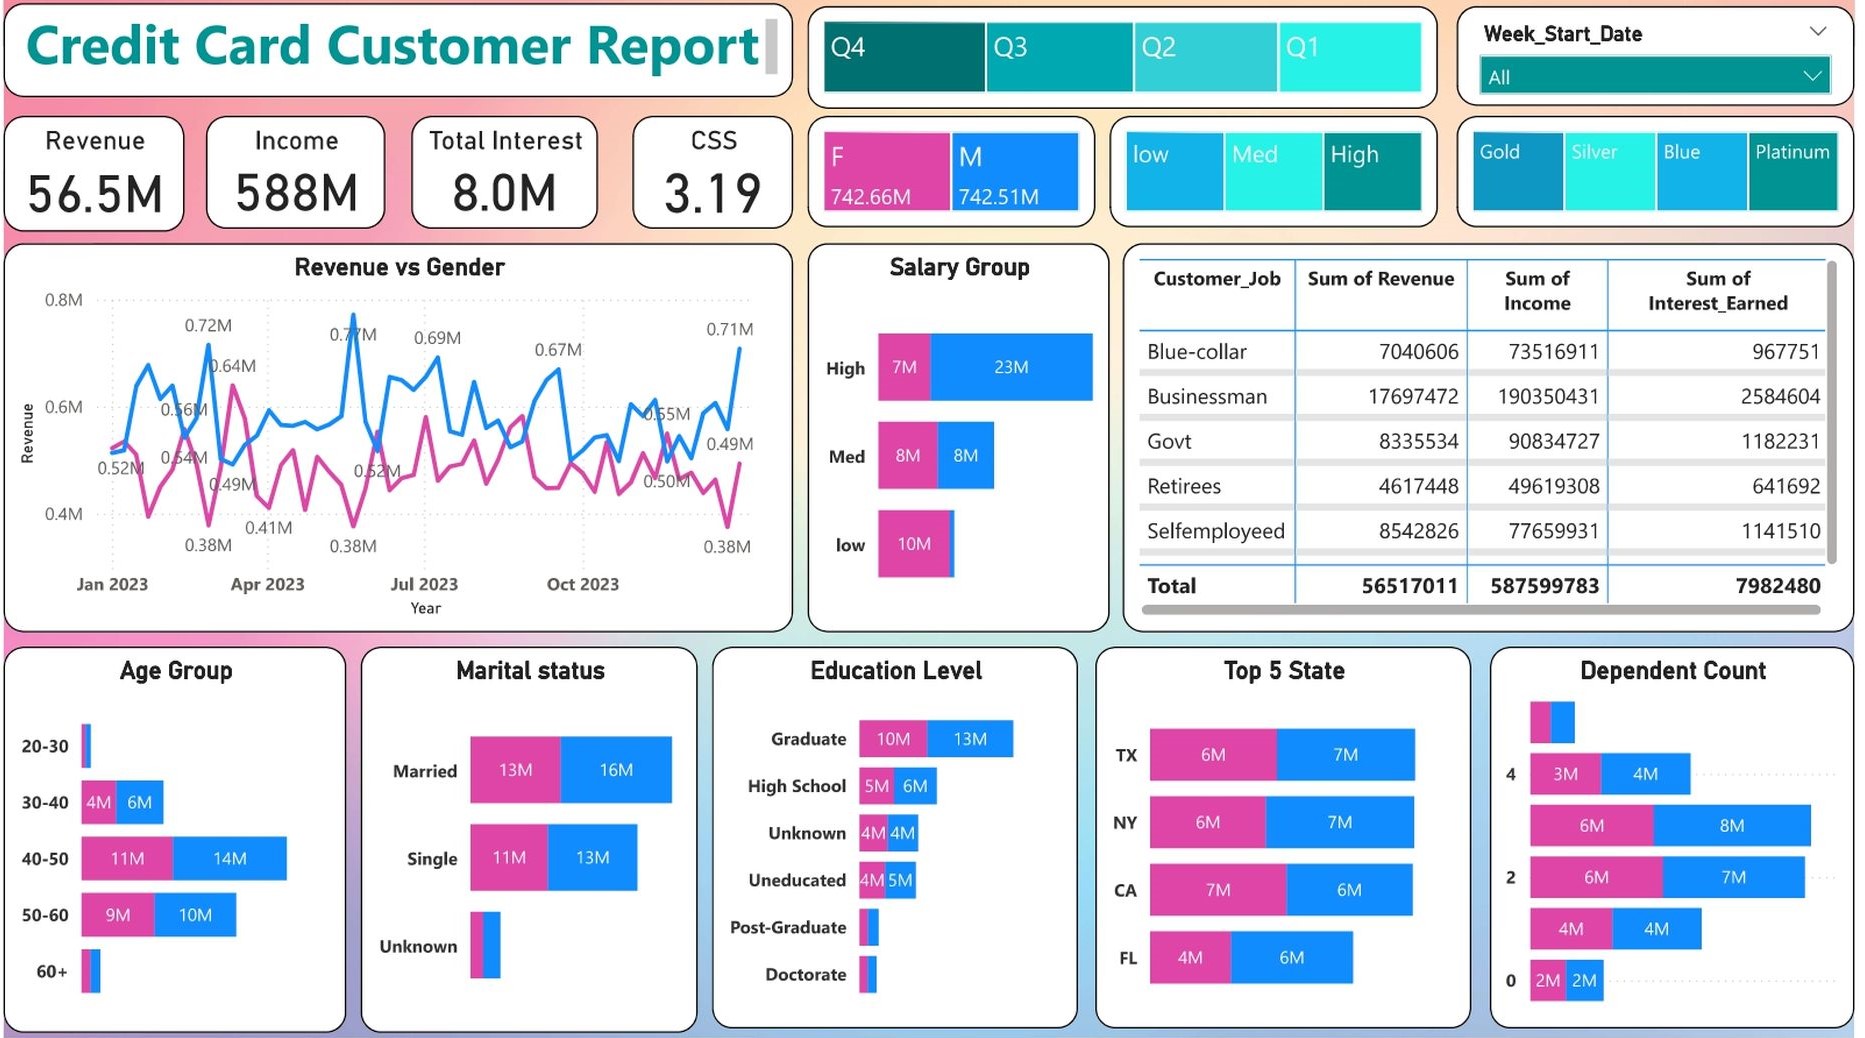 Credit Card Customer Report
Q4
Q3
Q2
Q1
Week_Start_Date
All
Revenue
56.5M
Income
588M
Total Interest
8.0M
CSS
3.19
F
742.66M
M
742.51M
low
Med
High
Gold
Silver
Blue
Platinum
Revenue vs Gender
Revenue
0.8M
0.6M
0.4M
0.72M
0.77M
0.69M
0.67M
0.71M
0.64M
0.56M
0.55M
0.49M
0.52M
0.54M
0.49M
0.52M
0.50M
0.41M
0.38M
0.38M
0.38M
Jan 2023
Apr 2023
Jul 2023
Oct 2023
Year
Salary Group
High 7M 23M
Med 8M 8M
low 10M
Customer_Job Sum of Revenue Sum of Sum of
Income Interest_Earned
Blue-collar 7040606 73516911 967751
Businessman 17697472 190350431 2584604
Govt 8335534 90834727 1182231
Retirees 4617448 49619308 641692
Selfemployeed 8542826 77659931 1141510
Total 56517011 587599783 7982480
Age Group
20-30
30-40 4M 6M
40-50 11M 14M
50-60 9M 10M
60+
Marital status
Married 13M 16M
Single 11M 13M
Unknown
Education Level
Graduate 10M 13M
High School 5M 6M
Unknown 4M 4M
Uneducated 4M 5M
Post-Graduate
Doctorate
Top 5 State
TX 6M 7M
NY 6M 7M
CA 7M 6M
FL 4M 6M
Dependent Count
4 3M 4M
6M 8M
2 6M 7M
4M 4M
0 2M 2M